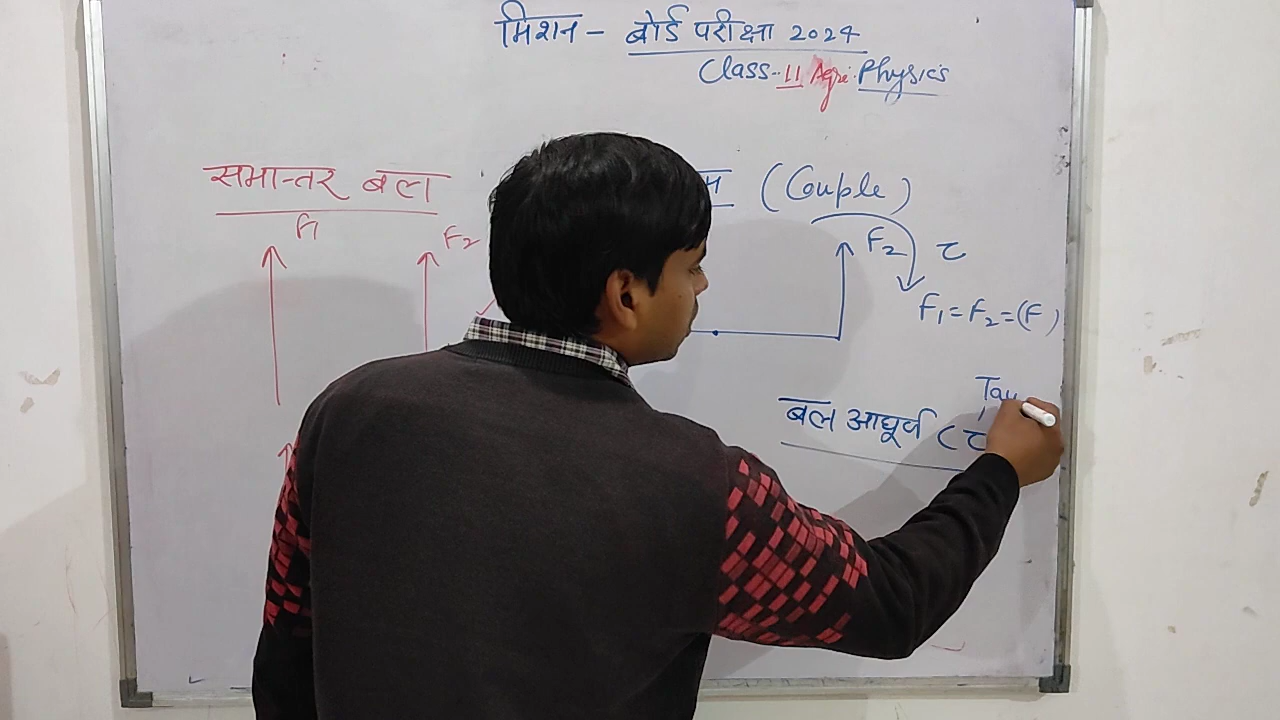 मिशन - बोर्ड परीक्षा 2024
Class-11 Agri. Physics
समान्तर बल
(Couple)
F₁
F₂
F₂
τ
F₁=F₂=(F)
Tau
बल आघूर्ण (τ